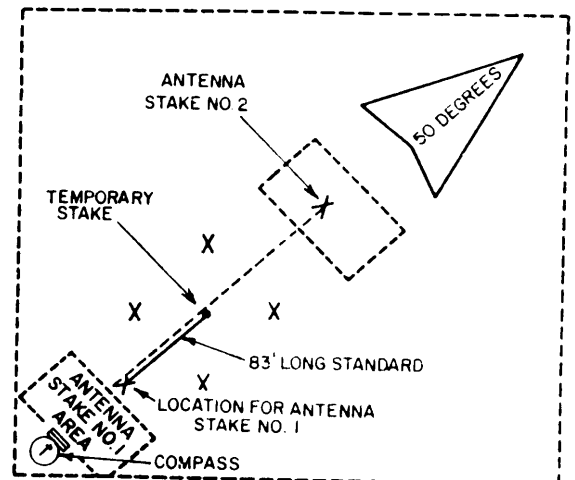 ANTENNA
STAKE NO. 2
50 DEGREES
TEMPORARY
STAKE
X
X
X
X
83' LONG STANDARD
ANTENNA
STAKE NO. 1
AREA
LOCATION FOR ANTENNA
STAKE NO. 1
COMPASS